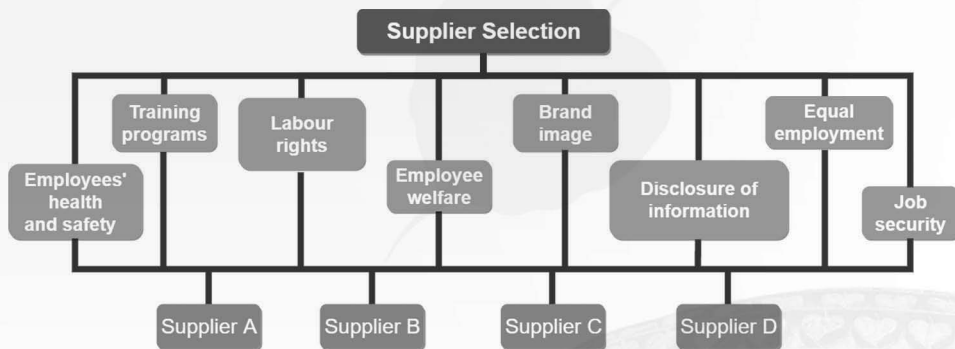 Supplier Selection
Training
programs
Labour
rights
Brand
image
Equal
employment
Employees'
health
and safety
Employee
welfare
Disclosure of
information
Job
security
Supplier A
Supplier B
Supplier C
Supplier D